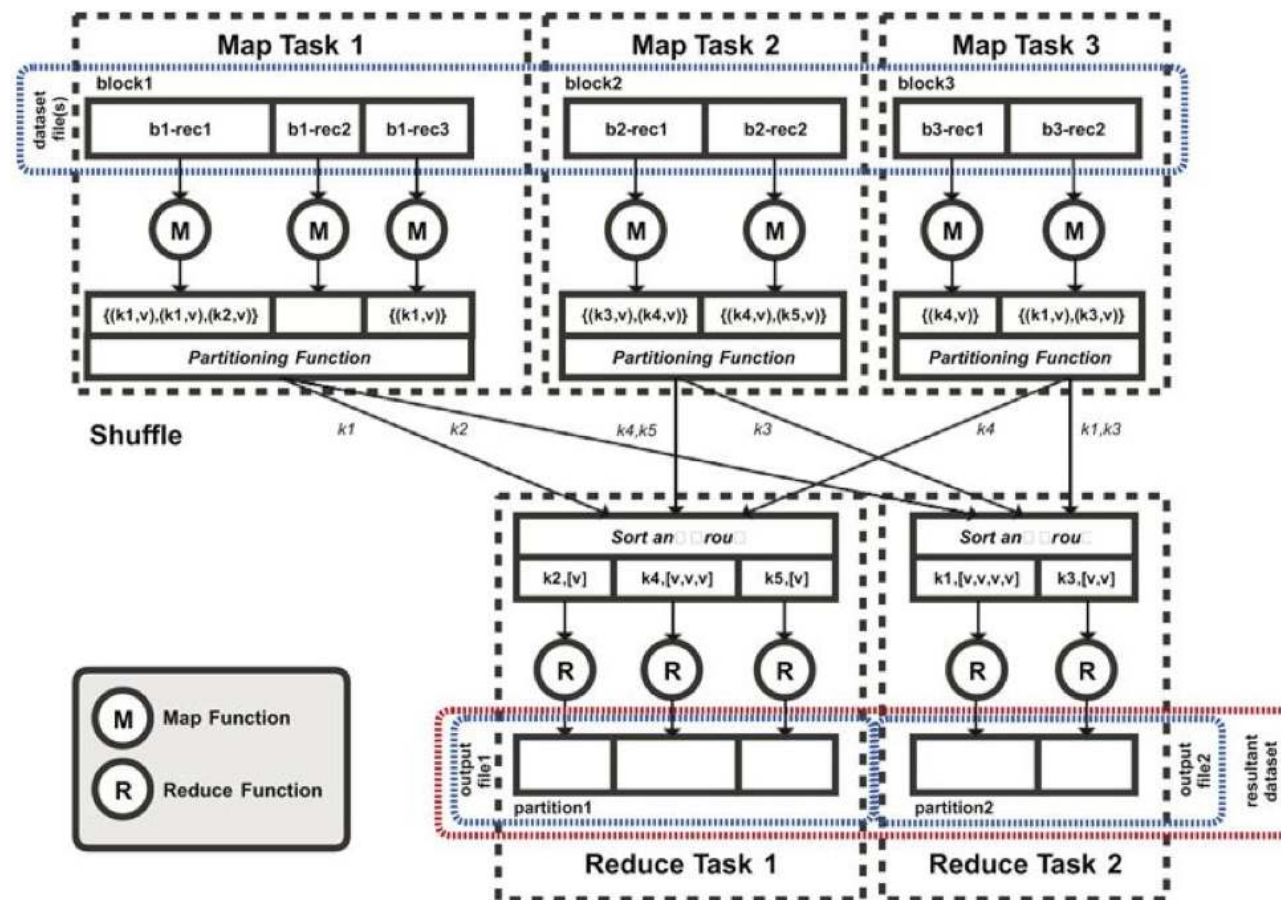 Map Task 1
Map Task 2
Map Task 3
dataset
file(s)
block1
block2
block3
b1-rec1
b1-rec2
b1-rec3
b2-rec1
b2-rec2
b3-rec1
b3-rec2
M
M
M
M
M
M
M
{(k1,v),(k1,v),(k2,v)}
{(k1,v)}
{(k3,v),(k4,v)}
{(k4,v),(k5,v)}
{(k4,v)}
{(k1,v),(k3,v)}
Partitioning Function
Partitioning Function
Partitioning Function
Shuffle
k1
k2
k4,k5
k3
k4
k1,k3
Sort
Sort
k2,[v]
k4,[v,v,v]
k5,[v]
k1,[v,v,v,v]
k3,[v,v]
R
R
R
R
R
M
Map Function
R
Reduce Function
output
file1
partition1
partition2
output
file2
resultant
dataset
Reduce Task 1
Reduce Task 2